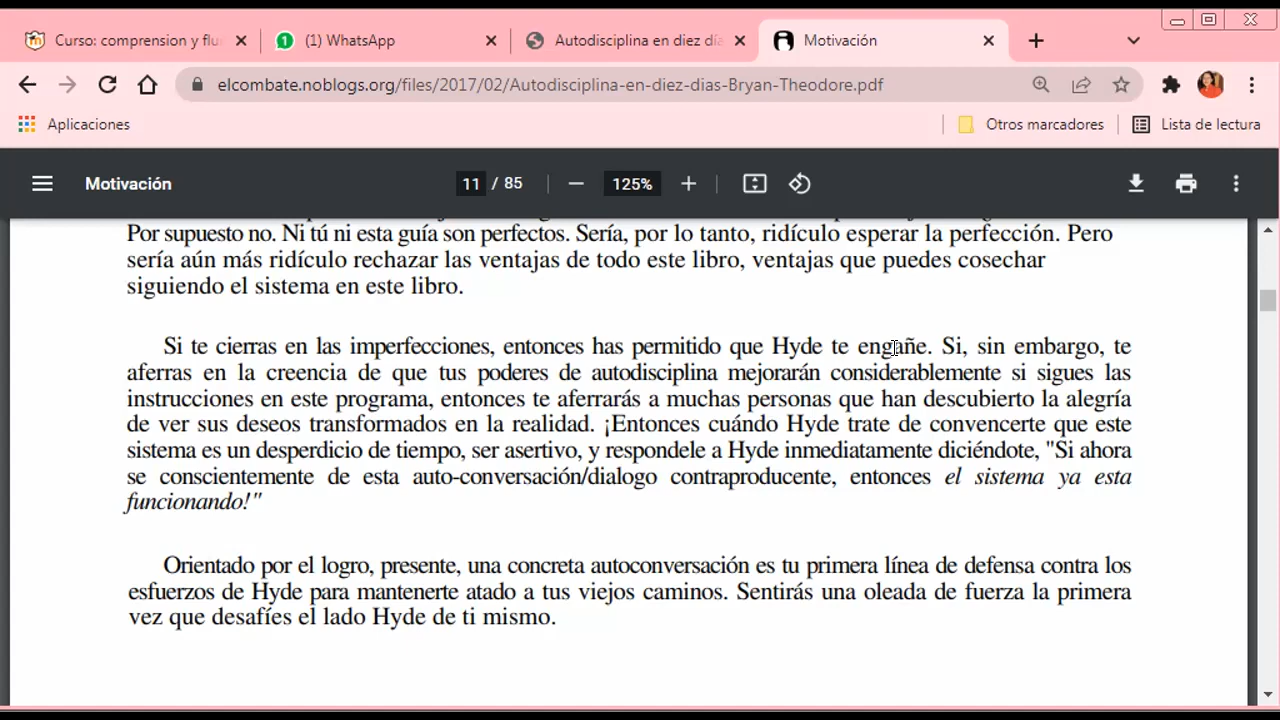 Curso: comprension y flu
(1) WhatsApp
Autodisciplina en diez día
Motivación
elcombate.noblogs.org/files/2017/02/Autodisciplina-en-diez-dias-Bryan-Theodore.pdf
Aplicaciones
Otros marcadores
Lista de lectura
Motivación
11 / 85
125%
Por supuesto no. Ni tú ni esta guía son perfectos. Sería, por lo tanto, ridículo esperar la perfección. Pero
sería aún más ridículo rechazar las ventajas de todo este libro, ventajas que puedes cosechar
siguiendo el sistema en este libro.
Si te cierras en las imperfecciones, entonces has permitido que Hyde te engañe. Si, sin embargo, te
aferras en la creencia de que tus poderes de autodisciplina mejorarán considerablemente si sigues las
instrucciones en este programa, entonces te aferrarás a muchas personas que han descubierto la alegría
de ver sus deseos transformados en la realidad. ¡Entonces cuándo Hyde trate de convencerte que este
sistema es un desperdicio de tiempo, ser asertivo, y respondele a Hyde inmediatamente diciéndote, "Si ahora
se conscientemente de esta auto-conversación/dialogo contraproducente, entonces el sistema ya esta
funcionando!"
Orientado por el logro, presente, una concreta autoconversación es tu primera línea de defensa contra los
esfuerzos de Hyde para mantenerte atado a tus viejos caminos. Sentirás una oleada de fuerza la primera
vez que desafíes el lado Hyde de ti mismo.